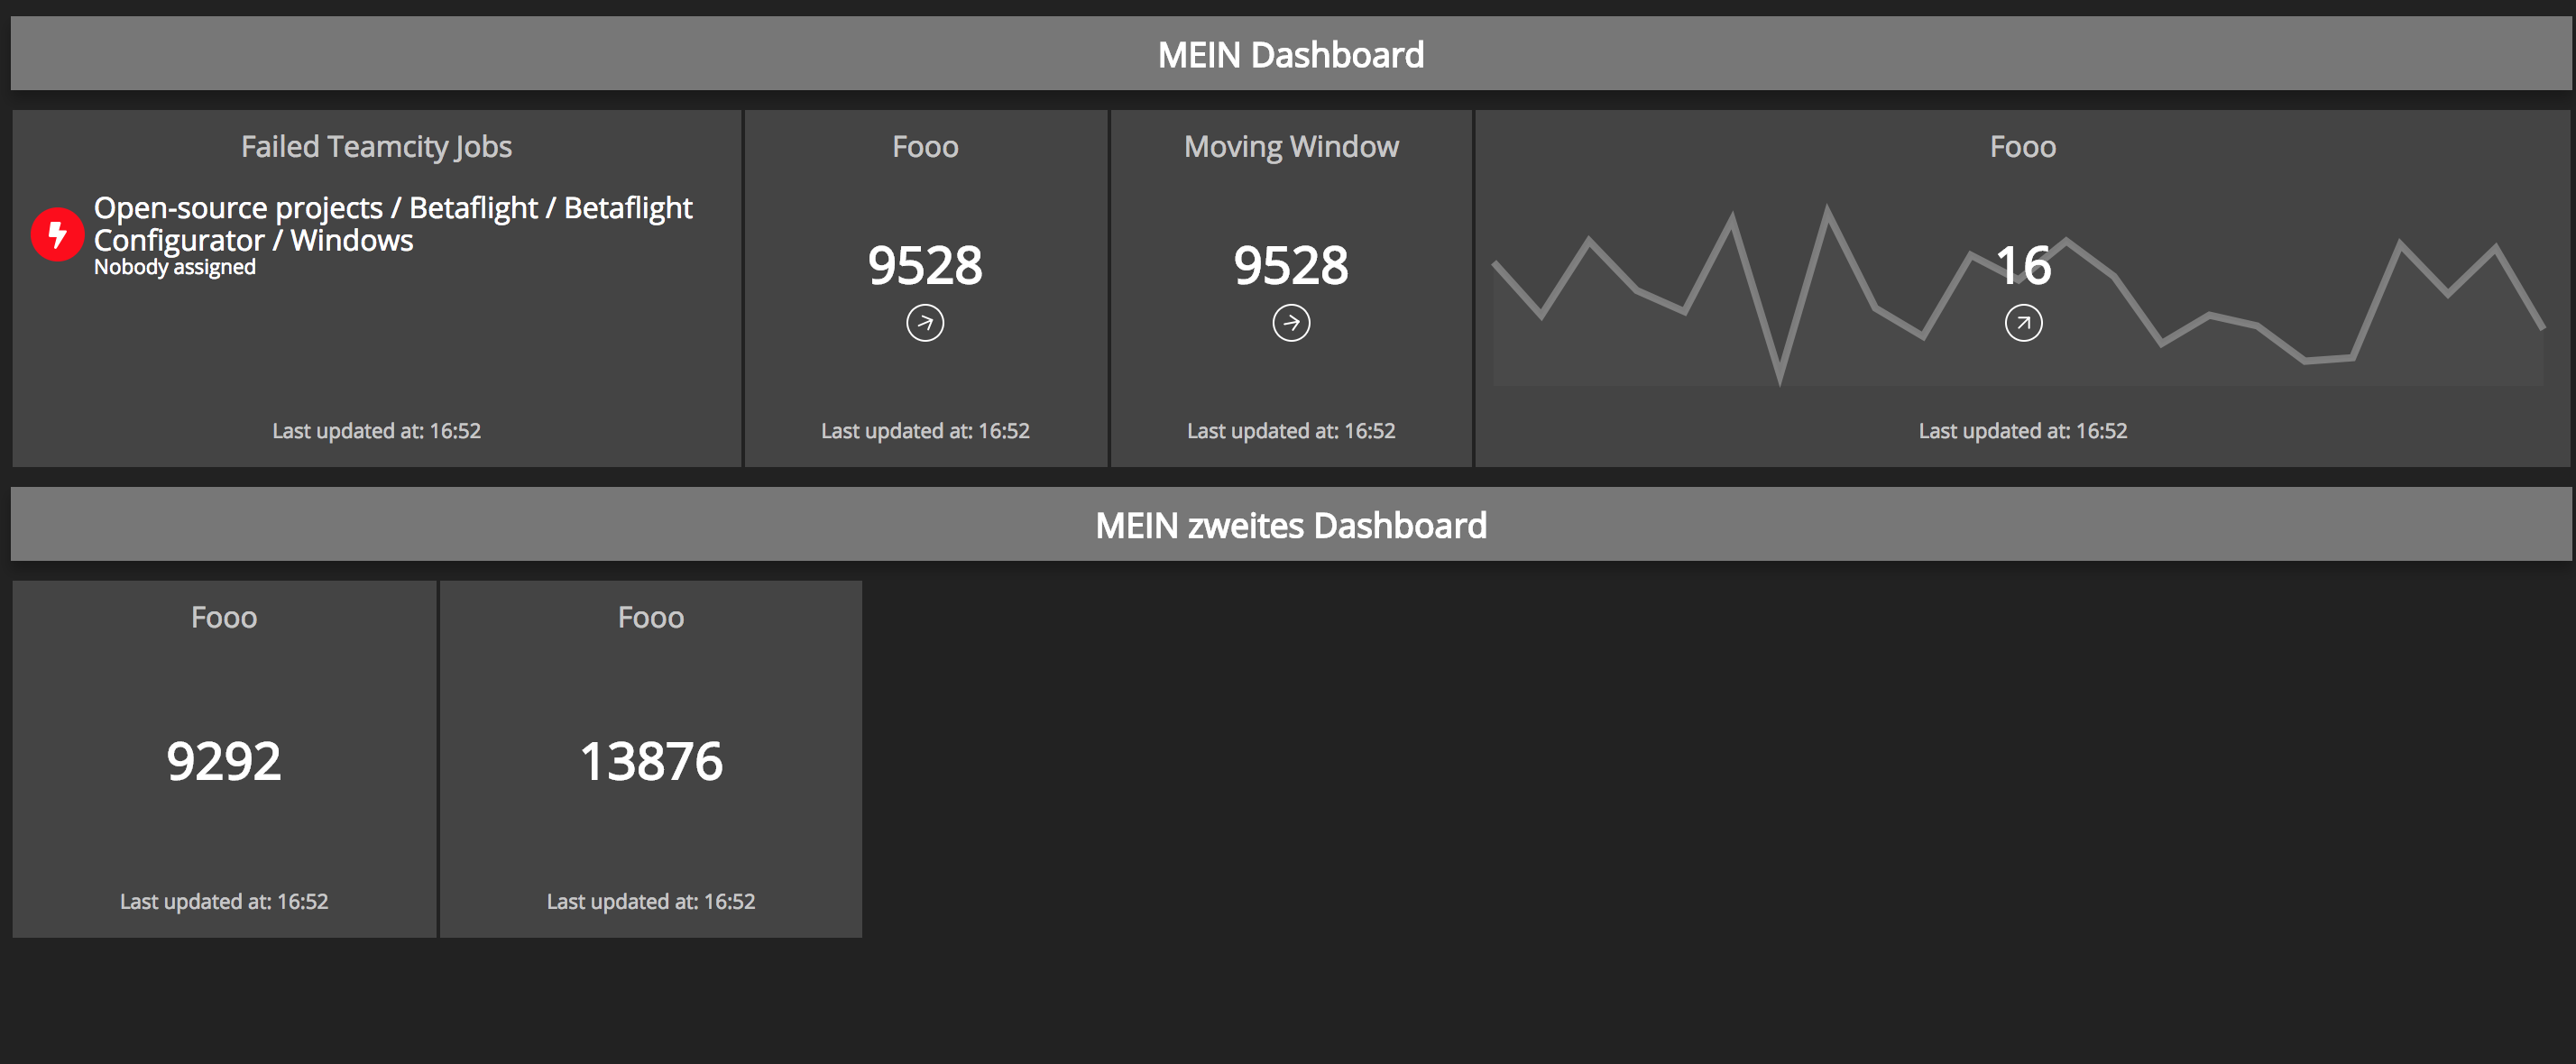 MEIN Dashboard
Failed Teamcity Jobs
Open-source projects / Betaflight / Betaflight
Configurator / Windows
Nobody assigned
Last updated at: 16:52
Fooo
9528
Last updated at: 16:52
Moving Window
9528
Last updated at: 16:52
Fooo
16
Last updated at: 16:52
MEIN zweites Dashboard
Fooo
9292
Last updated at: 16:52
Fooo
13876
Last updated at: 16:52